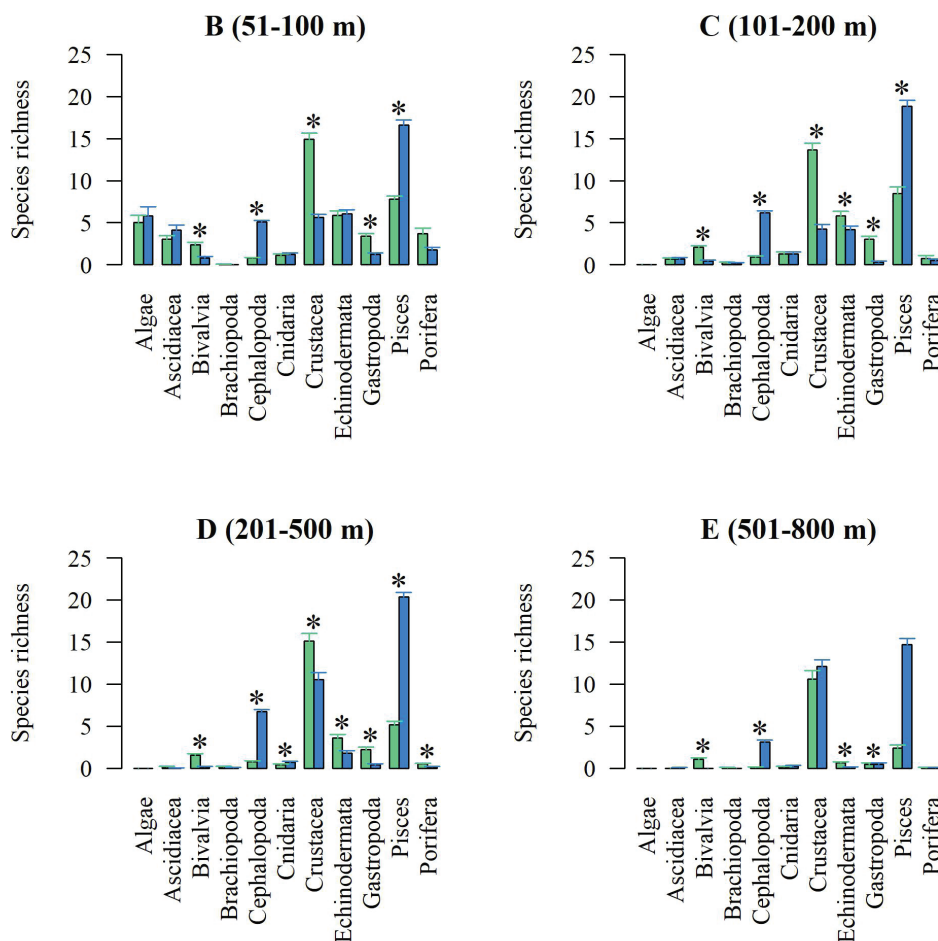 B (51-100 m)
Species richness
25
20
15
10
5
0
* * * * *
Algae
Ascidiacea
Bivalvia
Brachiopoda
Cephalopoda
Cnidaria
Crustacea
Echinodermata
Gastropoda
Pisces
Porifera
C (101-200 m)
Species richness
25
20
15
10
5
0
* * * * * *
Algae
Ascidiacea
Bivalvia
Brachiopoda
Cephalopoda
Cnidaria
Crustacea
Echinodermata
Gastropoda
Pisces
Porifera
D (201-500 m)
Species richness
25
20
15
10
5
0
* * * * * * * *
Algae
Ascidiacea
Bivalvia
Brachiopoda
Cephalopoda
Cnidaria
Crustacea
Echinodermata
Gastropoda
Pisces
Porifera
E (501-800 m)
Species richness
25
20
15
10
5
0
* * * *
Algae
Ascidiacea
Bivalvia
Brachiopoda
Cephalopoda
Cnidaria
Crustacea
Echinodermata
Gastropoda
Pisces
Porifera